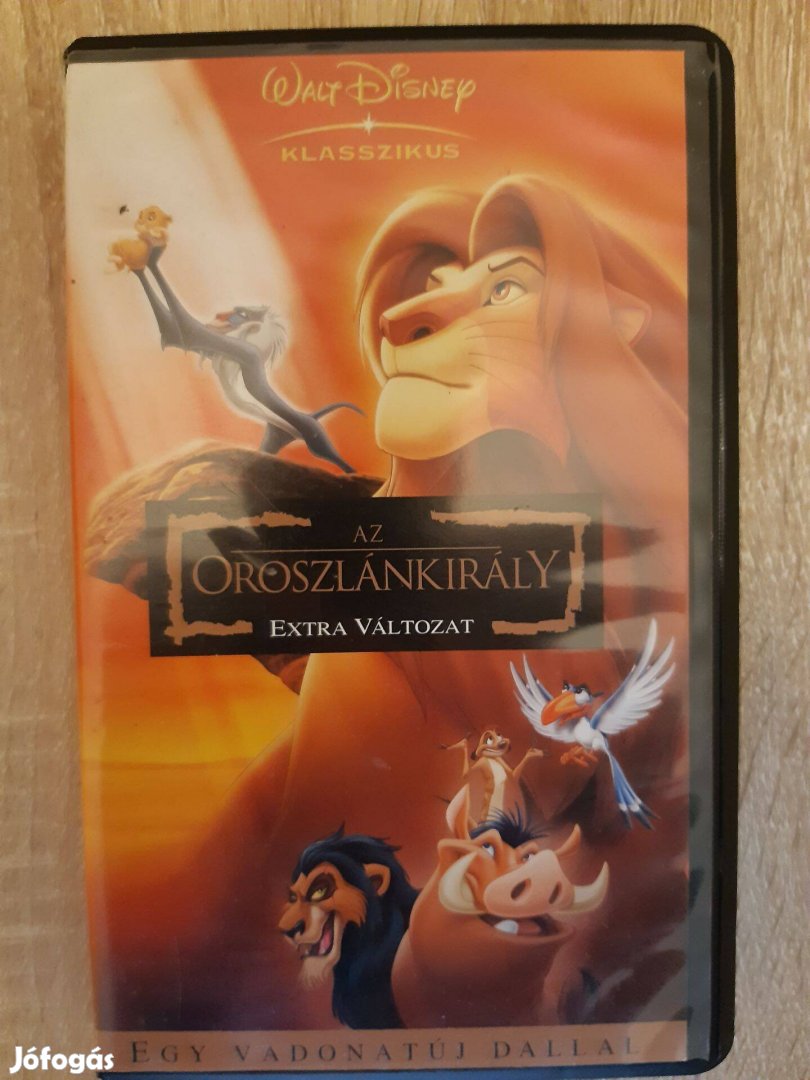 WALT DISNEY
KLASSZIKUS
AZ
OROSZLÁNKIRÁLY
EXTRA VÁLTOZAT
EGY VADONATÚJ DALLAL
Jófogás